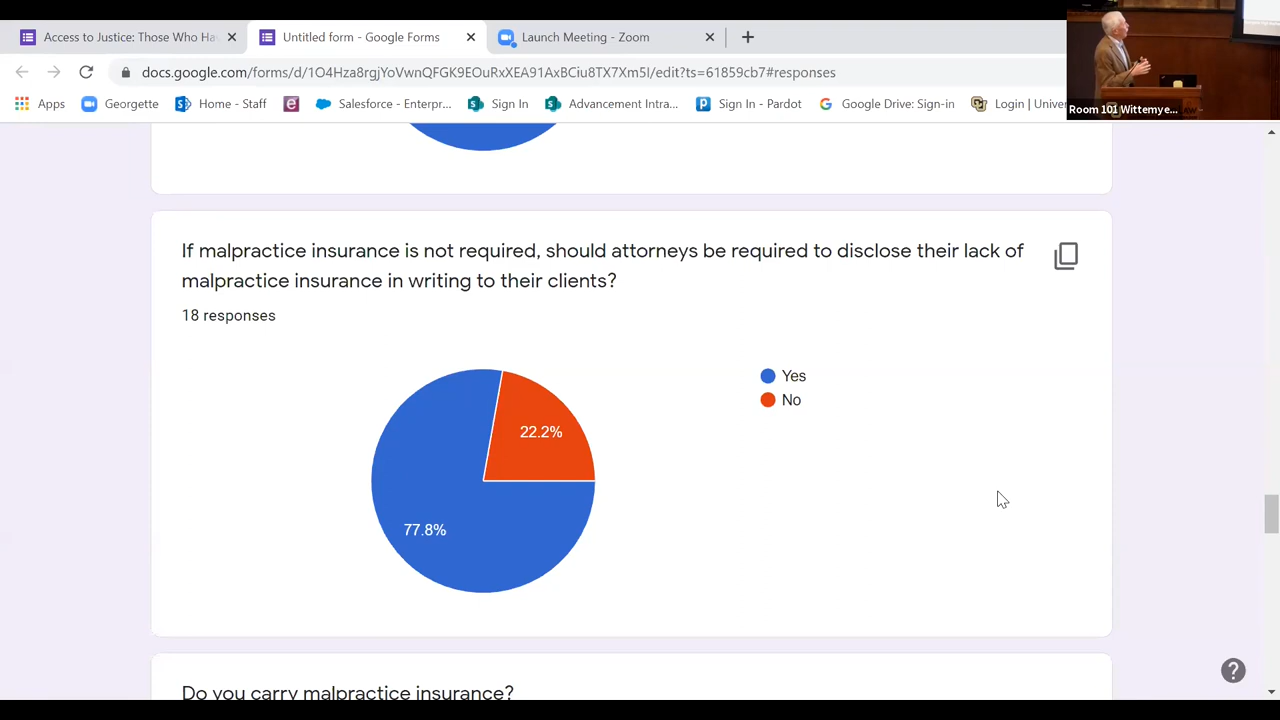 Access to Justice: Those Who Ha
Untitled form - Google Forms
Launch Meeting - Zoom
docs.google.com/forms/d/1O4Hza8rgjYoVwnQFGK9EOuRxXEA91AxBCiu8TX7Xm5I/edit?ts=61859cb7#responses
Apps
Georgette
Home - Staff
Salesforce - Enterpr...
Sign In
Advancement Intra...
Sign In - Pardot
Google Drive: Sign-in
Login | Univer
Room 101 Wittemye...
If malpractice insurance is not required, should attorneys be required to disclose their lack of
malpractice insurance in writing to their clients?
18 responses
Yes
No
22.2%
77.8%
Do you carry malpractice insurance?